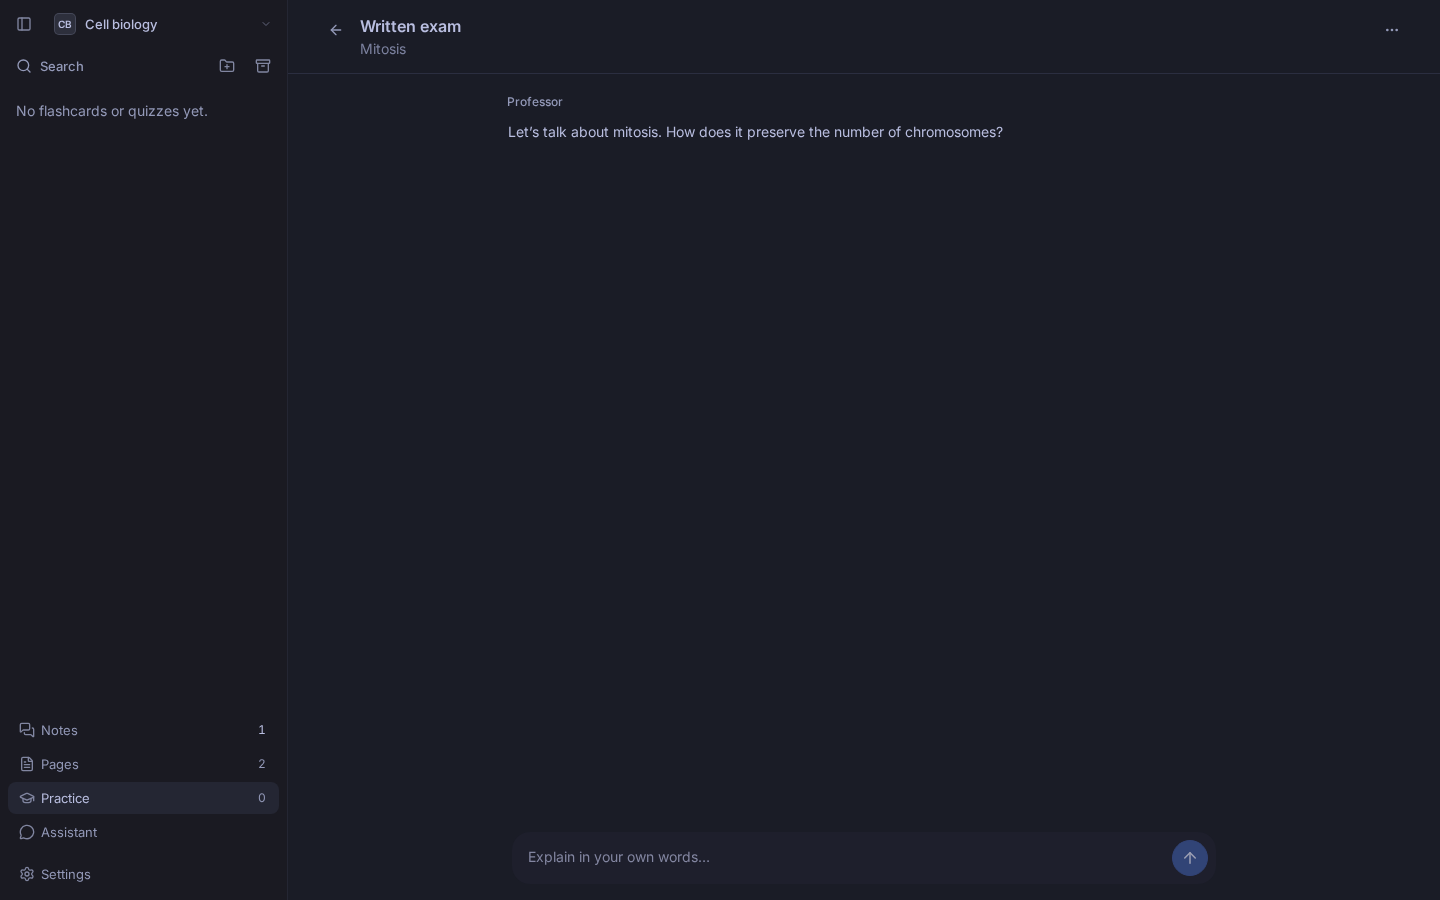 CB Cell biology
Search
No flashcards or quizzes yet.
Notes 1
Pages 2
Practice 0
Assistant
Settings
Written exam
Mitosis
Professor
Let’s talk about mitosis. How does it preserve the number of chromosomes?
Explain in your own words...